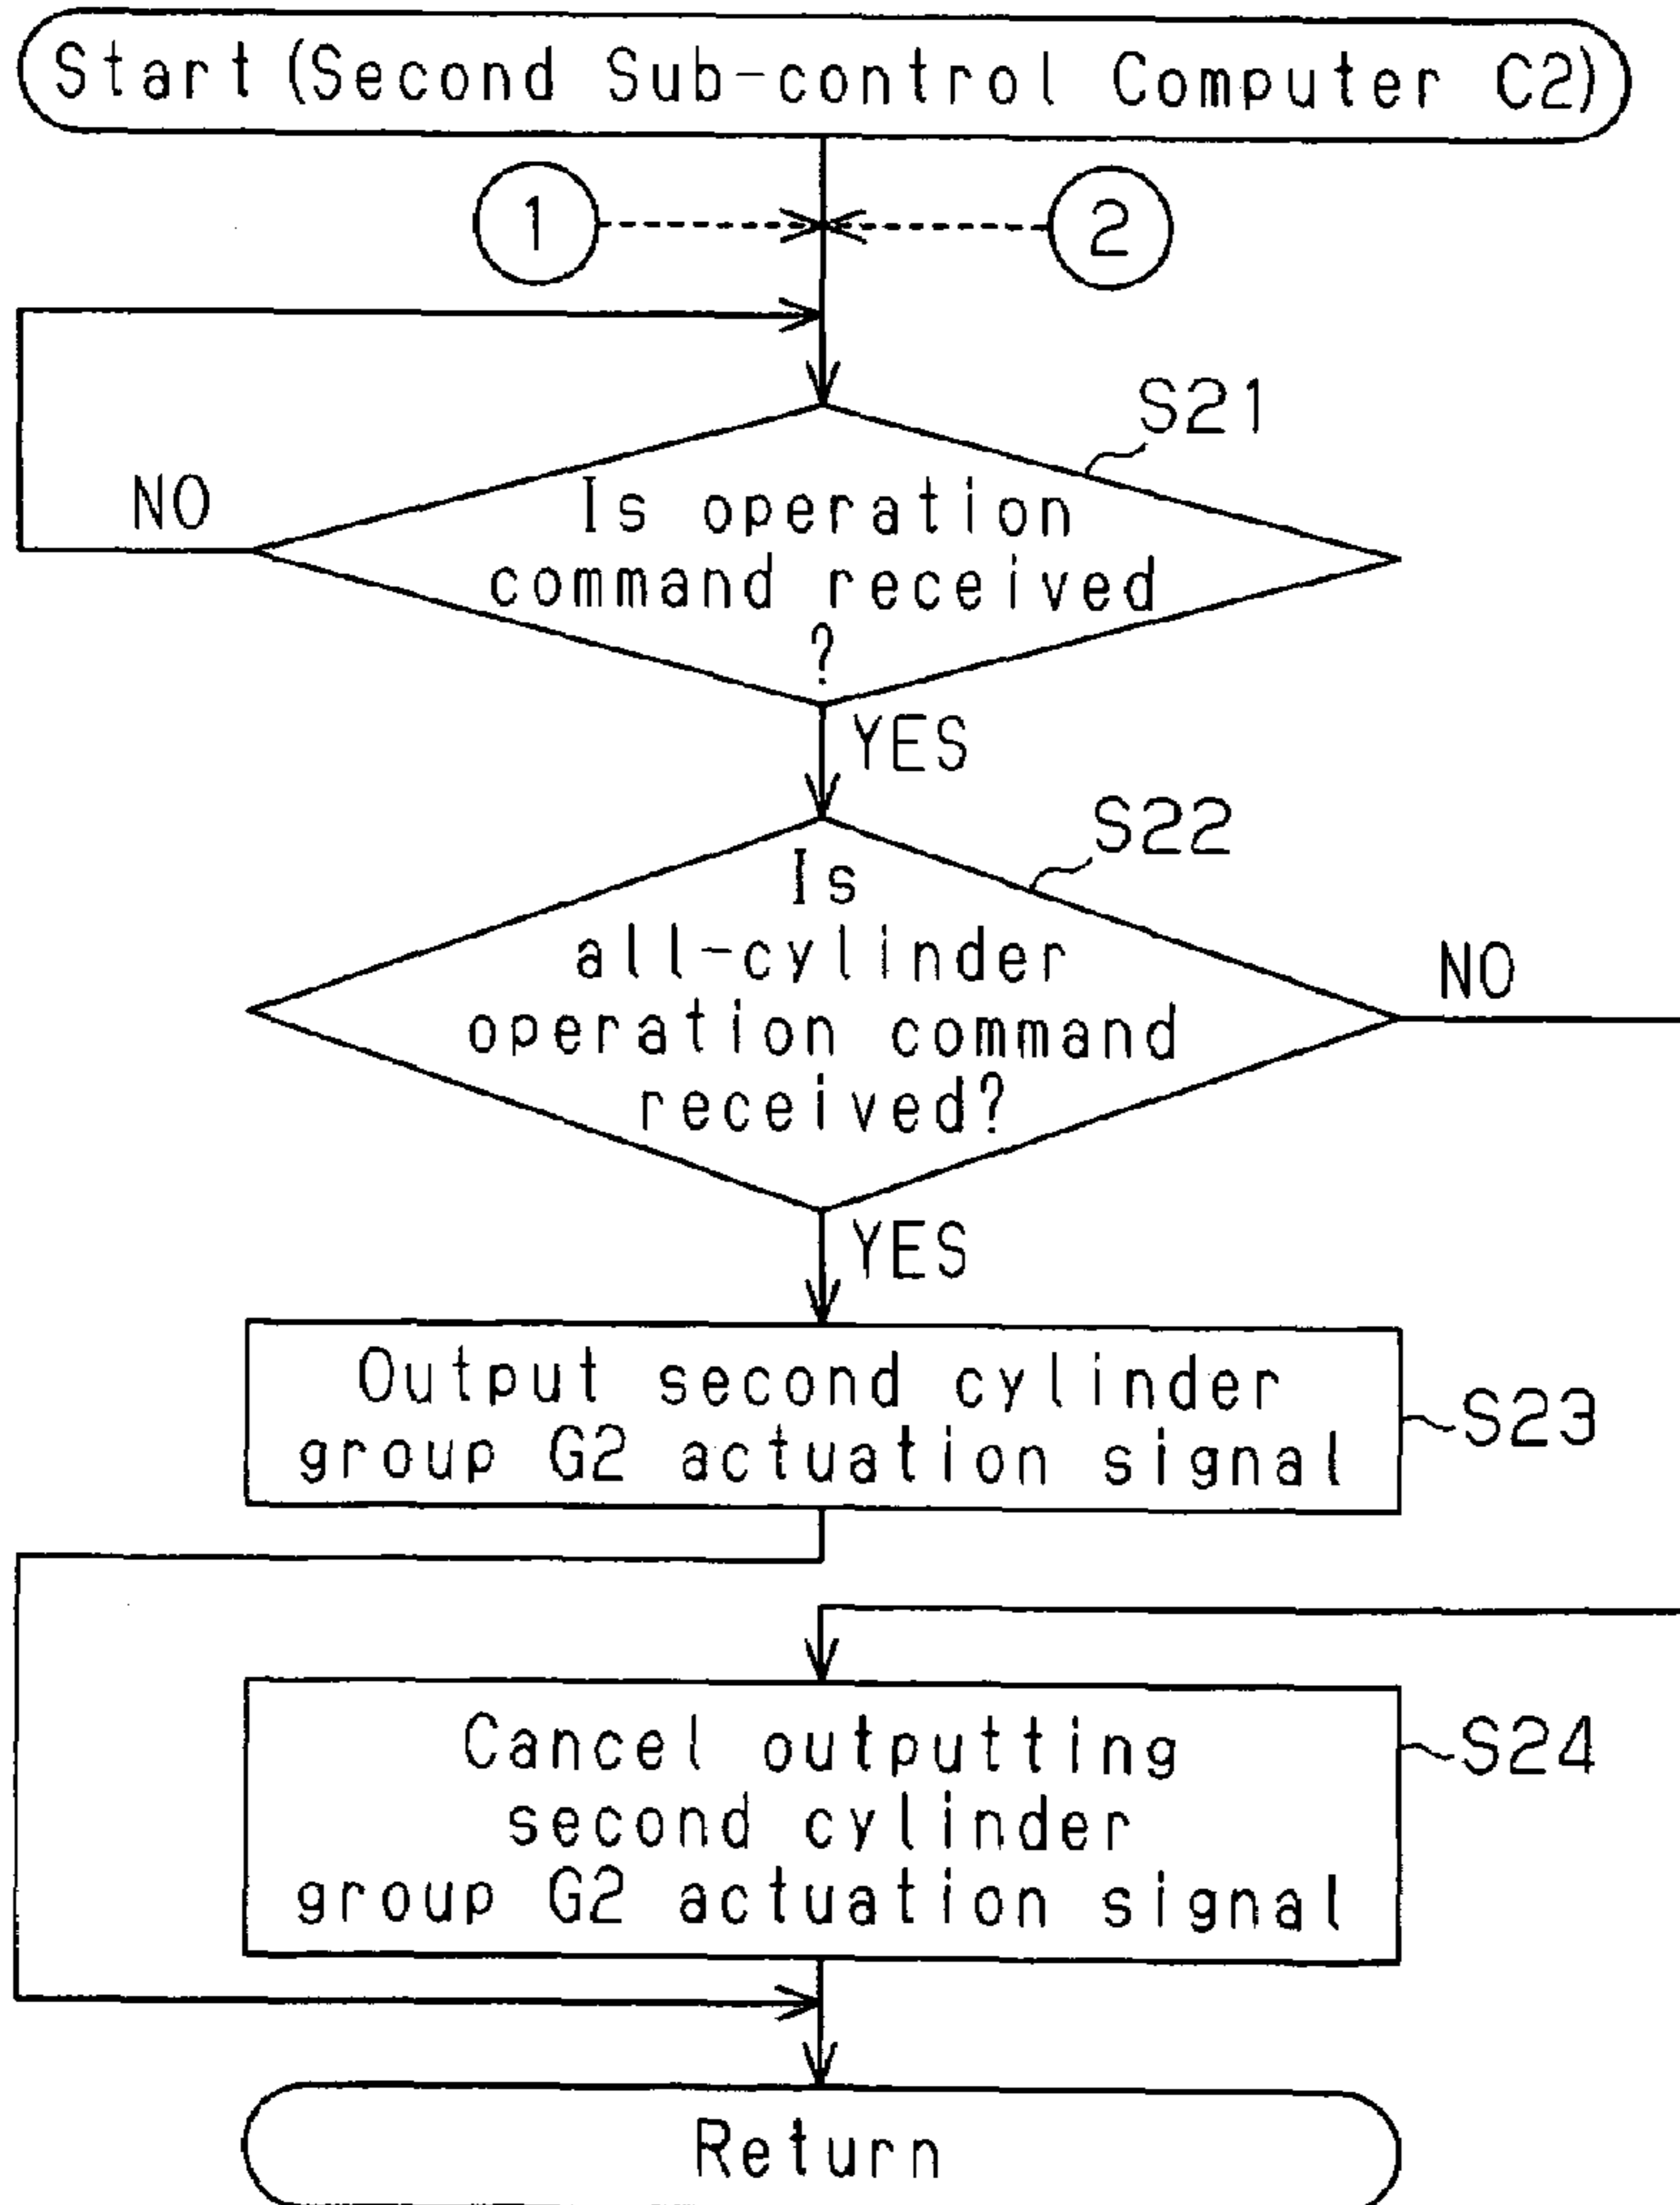 Start (Second Sub-control Computer C2)
1
2
S21
NO
Is operation
command received
?
YES
S22
Is
all-cylinder
operation command
received?
NO
YES
Output second cylinder
group G2 actuation signal
S23
Cancel outputting
second cylinder
group G2 actuation signal
S24
Return